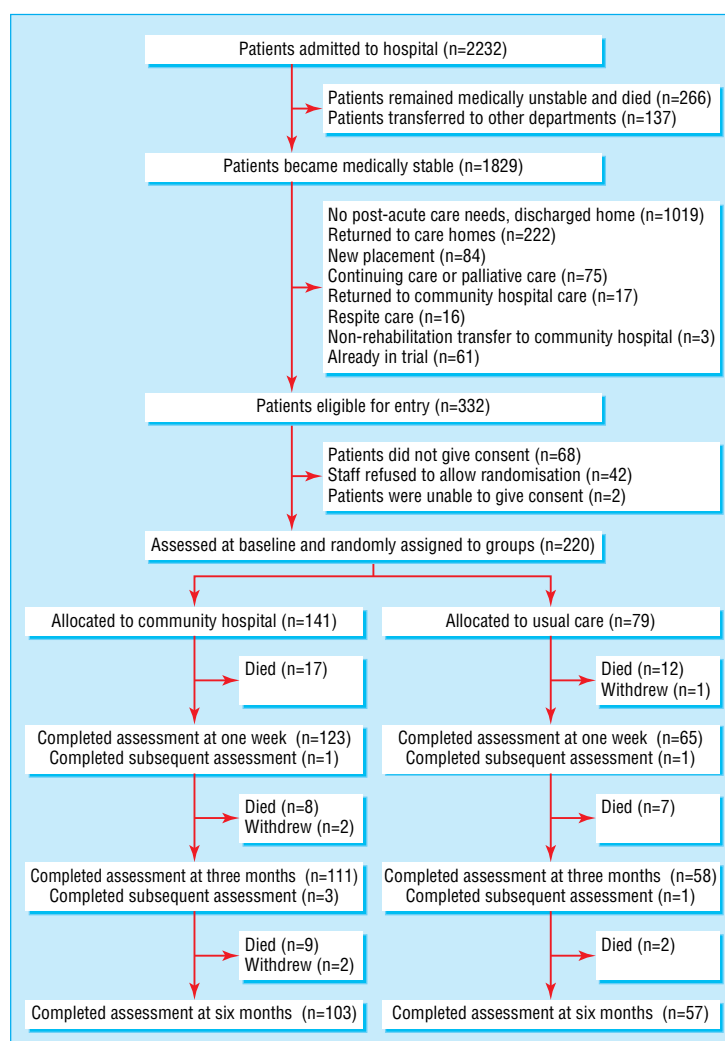 Patients admitted to hospital (n=2232)
Patients remained medically unstable and died (n=266)
Patients transferred to other departments (n=137)
Patients became medically stable (n=1829)
No post-acute care needs, discharged home (n=1019)
Returned to care homes (n=222)
New placement (n=84)
Continuing care or palliative care (n=75)
Returned to community hospital care (n=17)
Respite care (n=16)
Non-rehabilitation transfer to community hospital (n=3)
Already in trial (n=61)
Patients eligible for entry (n=332)
Patients did not give consent (n=68)
Staff refused to allow randomisation (n=42)
Patients were unable to give consent (n=2)
Assessed at baseline and randomly assigned to groups (n=220)
Allocated to community hospital (n=141)
Allocated to usual care (n=79)
Died (n=17)
Died (n=12)
Withdrew (n=1)
Completed assessment at one week (n=123)
Completed subsequent assessment (n=1)
Completed assessment at one week (n=65)
Completed subsequent assessment (n=1)
Died (n=8)
Withdrew (n=2)
Died (n=7)
Completed assessment at three months (n=111)
Completed subsequent assessment (n=3)
Completed assessment at three months (n=58)
Completed subsequent assessment (n=1)
Died (n=9)
Withdrew (n=2)
Died (n=2)
Completed assessment at six months (n=103)
Completed assessment at six months (n=57)